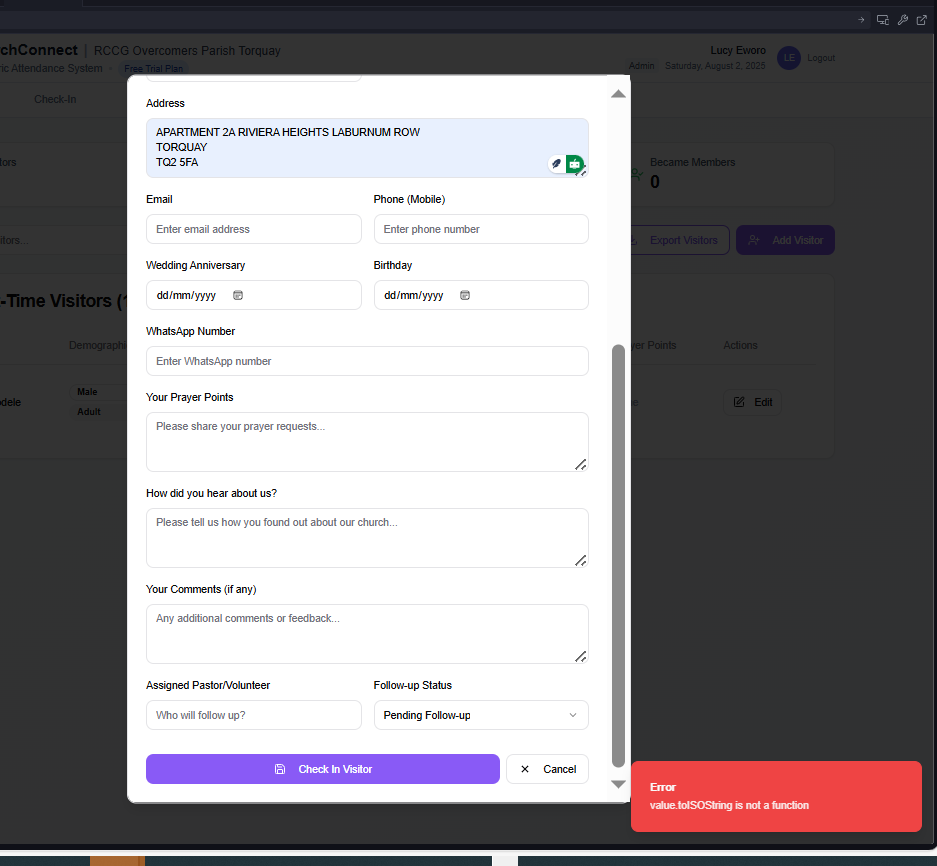 rchConnect | RCCG Overcomers Parish Torquay
ric Attendance System · Free Trial Plan
Lucy Eworo
Admin Saturday, August 2, 2025
LE
Logout
Check-In
tors
Became Members
0
itors...
Export Visitors
Add Visitor
-Time Visitors (1
Demographi
yer Points
Actions
odele
Male
Adult
Edit
Address
APARTMENT 2A RIVIERA HEIGHTS LABURNUM ROW
TORQUAY
TQ2 5FA
Email
Phone (Mobile)
Enter email address
Enter phone number
Wedding Anniversary
Birthday
dd/mm/yyyy
dd/mm/yyyy
WhatsApp Number
Enter WhatsApp number
Your Prayer Points
Please share your prayer requests...
How did you hear about us?
Please tell us how you found out about our church...
Your Comments (if any)
Any additional comments or feedback...
Assigned Pastor/Volunteer
Follow-up Status
Who will follow up?
Pending Follow-up
Check In Visitor
Cancel
Error
value.toISOString is not a function